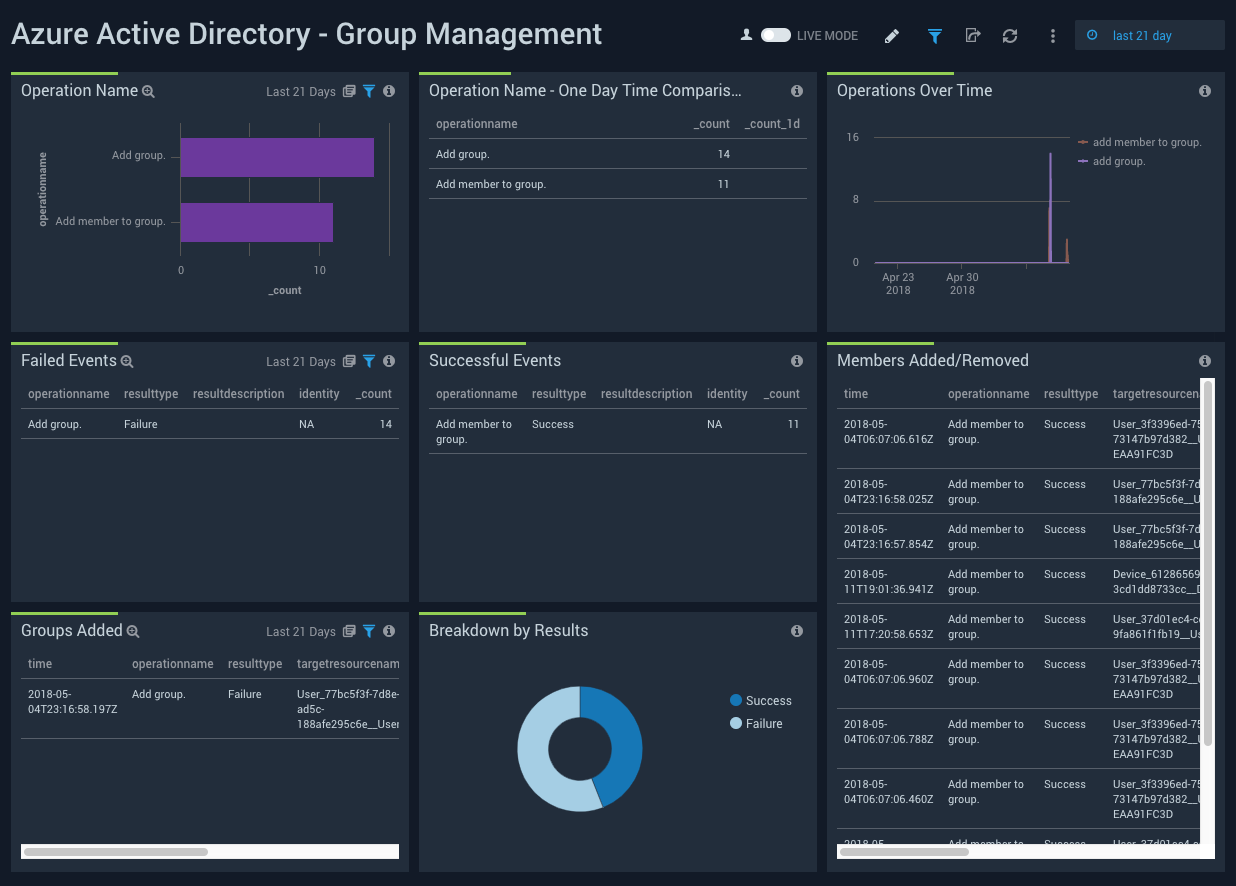 Azure Active Directory - Group Management
LIVE MODE
last 21 day
Operation Name
Last 21 Days
operationname
Add group.
Add member to group.
0
10
_count
Operation Name - One Day Time Comparis...
operationname _count _count_1d
Add group. 14
Add member to group. 11
Operations Over Time
16
8
0
Apr 23
2018
Apr 30
2018
add member to group.
add group.
Failed Events
Last 21 Days
operationname resulttype resultdescription identity _count
Add group. Failure NA 14
Successful Events
operationname resulttype resultdescription identity _count
Add member to Success NA 11
group.
Members Added/Removed
time operationname resulttype targetresourcena
2018-05- Add member to Success User_3f3396ed-75
04T06:07:06.616Z group. 73147b97d382__U
EAA91FC3D
2018-05- Add member to Success User_77bc5f3f-7d
04T23:16:58.025Z group. 188afe295c6e__U
2018-05- Add member to Success User_77bc5f3f-7d
04T23:16:57.854Z group. 188afe295c6e__U
2018-05- Add member to Success Device_61286569
11T19:01:36.941Z group. 3cd1dd8733cc__D
2018-05- Add member to Success User_37d01ec4-cc
11T17:20:58.653Z group. 9fa861f1fb19__Us
2018-05- Add member to Success User_3f3396ed-75
04T06:07:06.960Z group. 73147b97d382__U
EAA91FC3D
2018-05- Add member to Success User_3f3396ed-75
04T06:07:06.788Z group. 73147b97d382__U
EAA91FC3D
2018-05- Add member to Success User_3f3396ed-75
04T06:07:06.460Z group. 73147b97d382__U
EAA91FC3D
Groups Added
Last 21 Days
time operationname resulttype targetresourcenam
2018-05- Add group. Failure User_77bc5f3f-7d8e-
04T23:16:58.197Z ad5c-
188afe295c6e__User
Breakdown by Results
Success
Failure